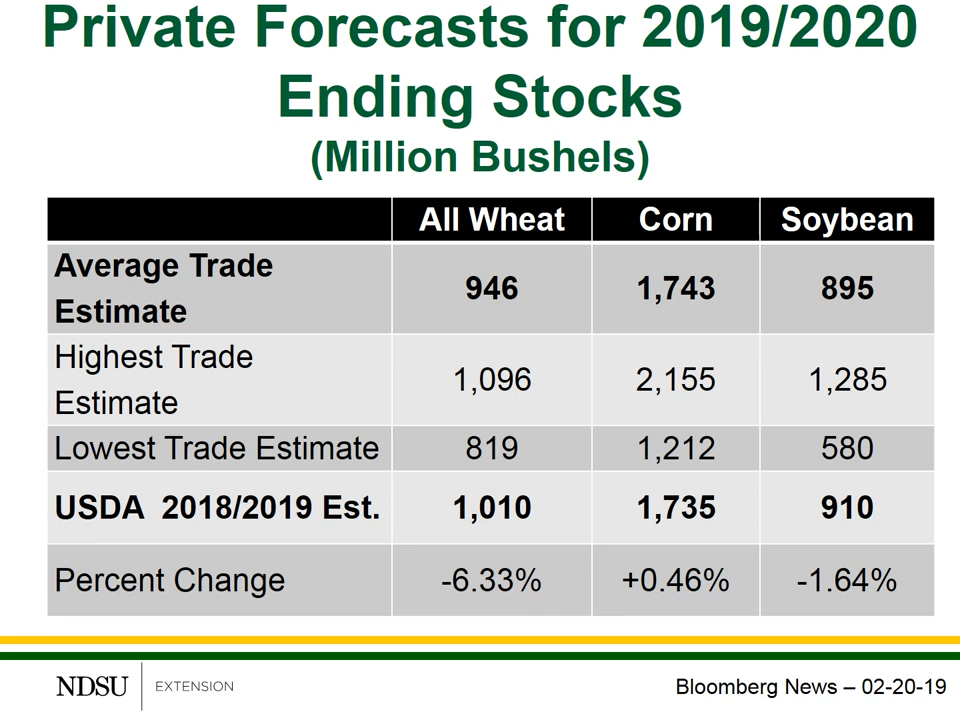 Private Forecasts for 2019/2020
Ending Stocks
(Million Bushels)
All Wheat Corn Soybean
Average Trade
Estimate 946 1,743 895
Highest Trade
Estimate 1,096 2,155 1,285
Lowest Trade Estimate 819 1,212 580
USDA  2018/2019 Est. 1,010 1,735 910
Percent Change -6.33% +0.46% -1.64%
NDSU EXTENSION
Bloomberg News – 02-20-19